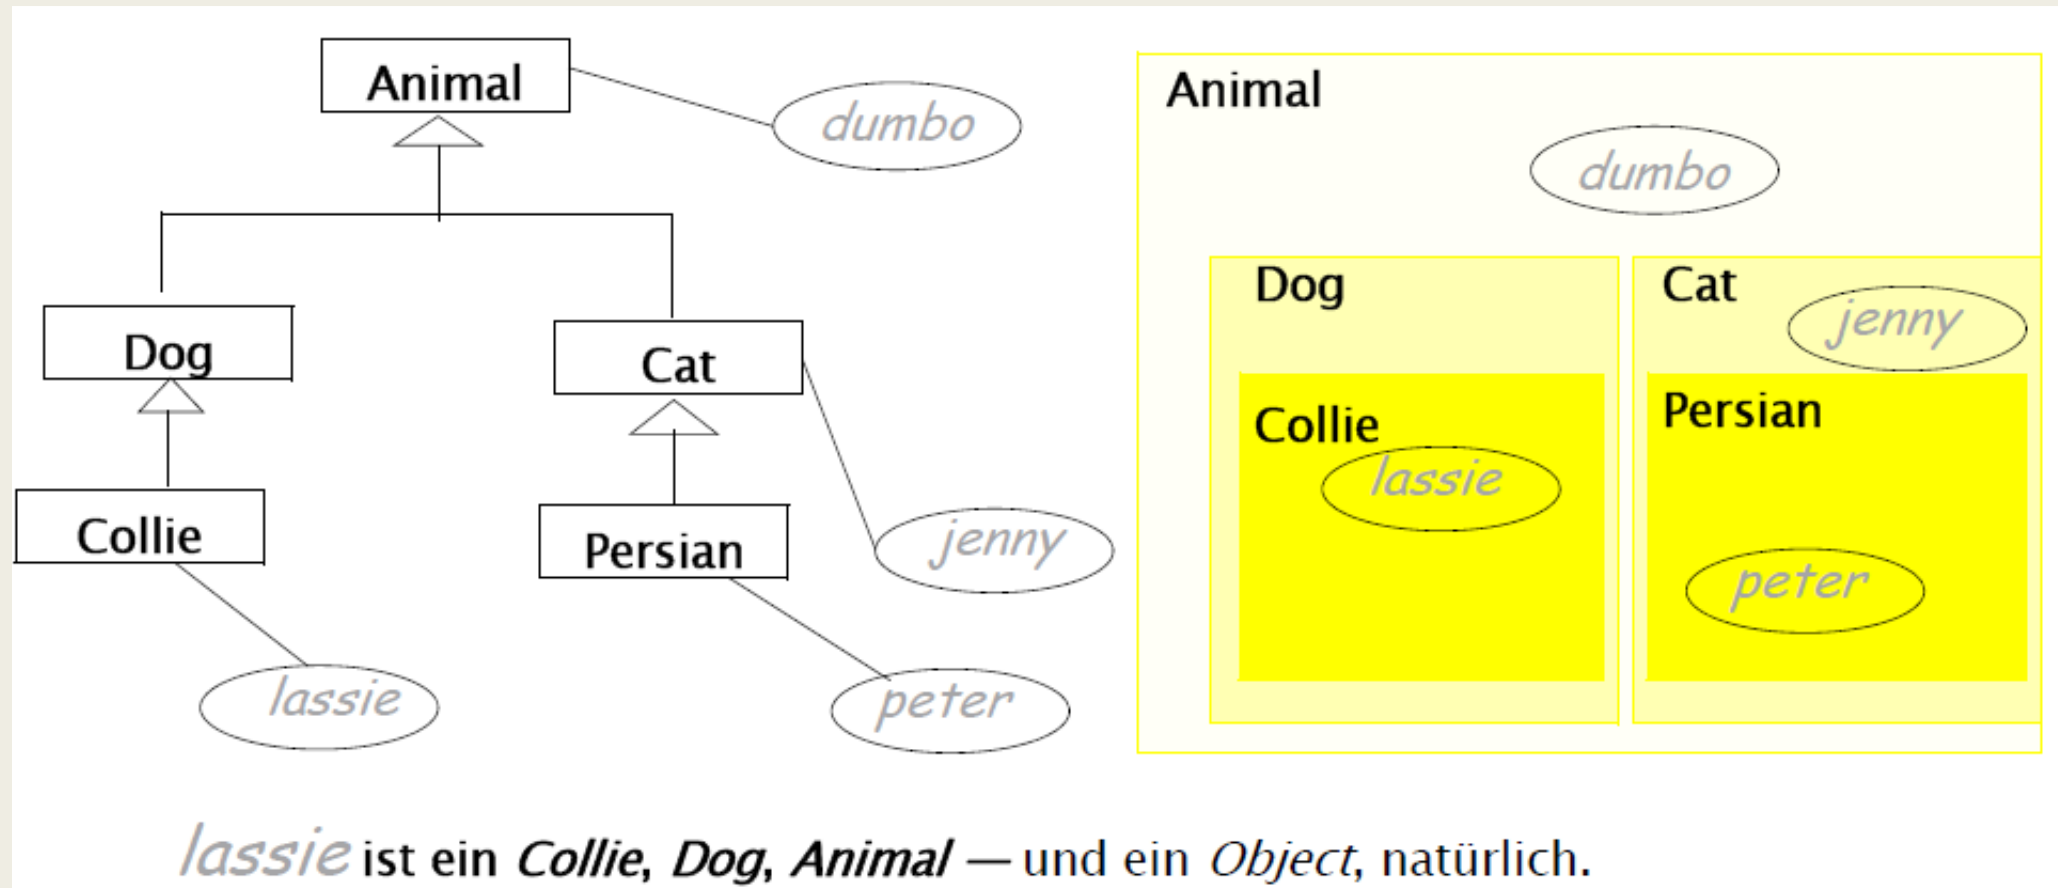 Animal
dumbo
Dog
Cat
Collie
Persian
jenny
lassie
peter
Animal
dumbo
Dog
Cat
jenny
Collie
Persian
lassie
peter
lassie ist ein Collie, Dog, Animal — und ein Object, natürlich.